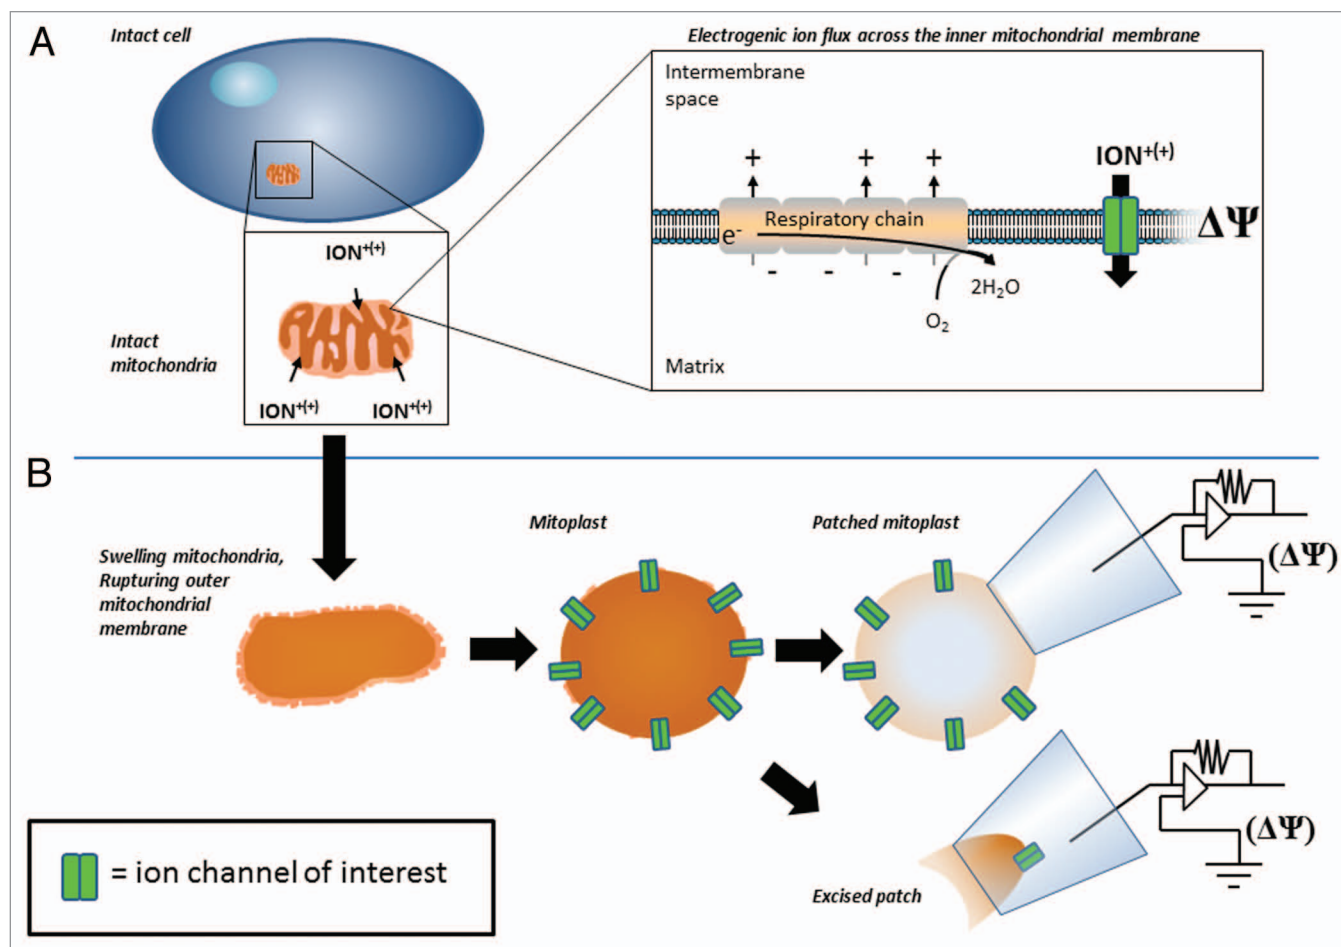 A
Intact cell
Electrogenic ion flux across the inner mitochondrial membrane
Intermembrane
space
+ + +
ION⁺⁽⁺⁾
Respiratory chain
e⁻
ΔΨ
- - -
2H₂O
O₂
Matrix
ION⁺⁽⁺⁾
Intact
mitochondria
ION⁺⁽⁺⁾ ION⁺⁽⁺⁾
B
Swelling mitochria,
Rupturing outer
mitochondrial
membrane
Mitoplast
Patched mitoplast
(ΔΨ)
(ΔΨ)
Excised patch
= ion channel of interest